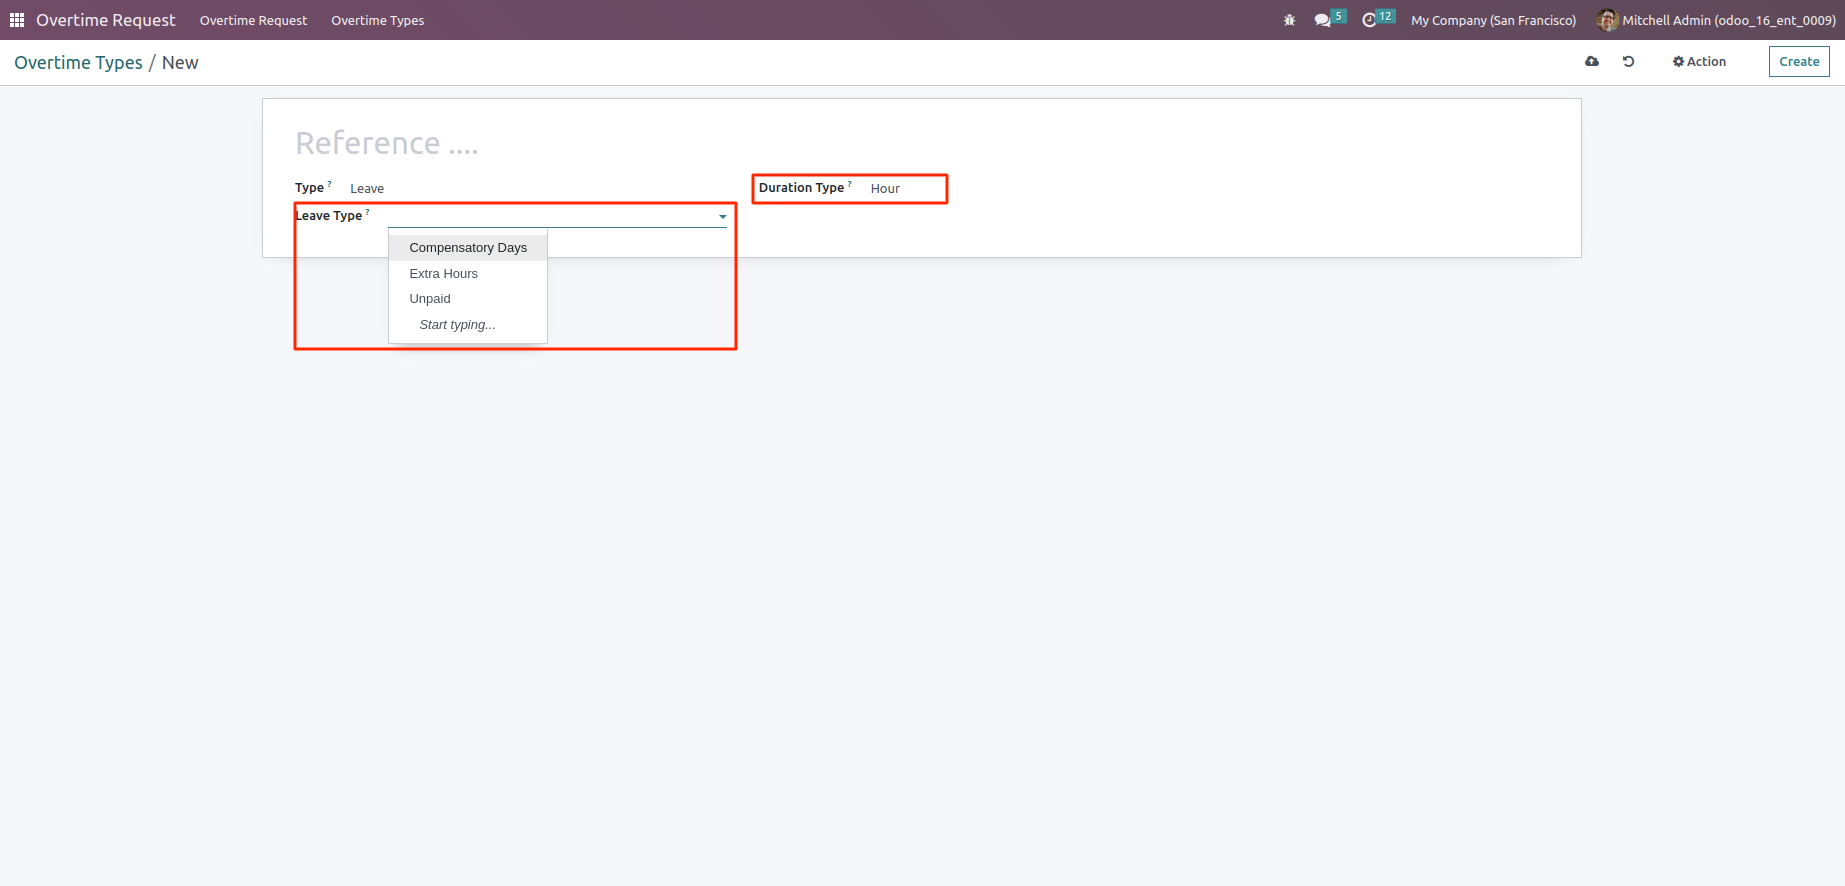 Overtime Request Overtime Request Overtime Types 5 12 My Company (San Francisco) Mitchell Admin (odoo_16_ent_0009)
Overtime Types / New Action Create
Reference ....
Type ? Leave Duration Type ? Hour
Leave Type ?
Compensatory Days
Extra Hours
Unpaid
Start typing...